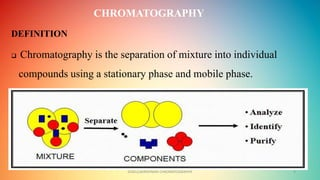 CHROMATOGRAPHY
DEFINITION
❑ Chromatography is the separation of mixture into individual
compounds using a stationary phase and mobile phase.
Separate
• Analyze
• Identify
• Purify
MIXTURE
COMPONENTS
CHROMATOGRAPHY